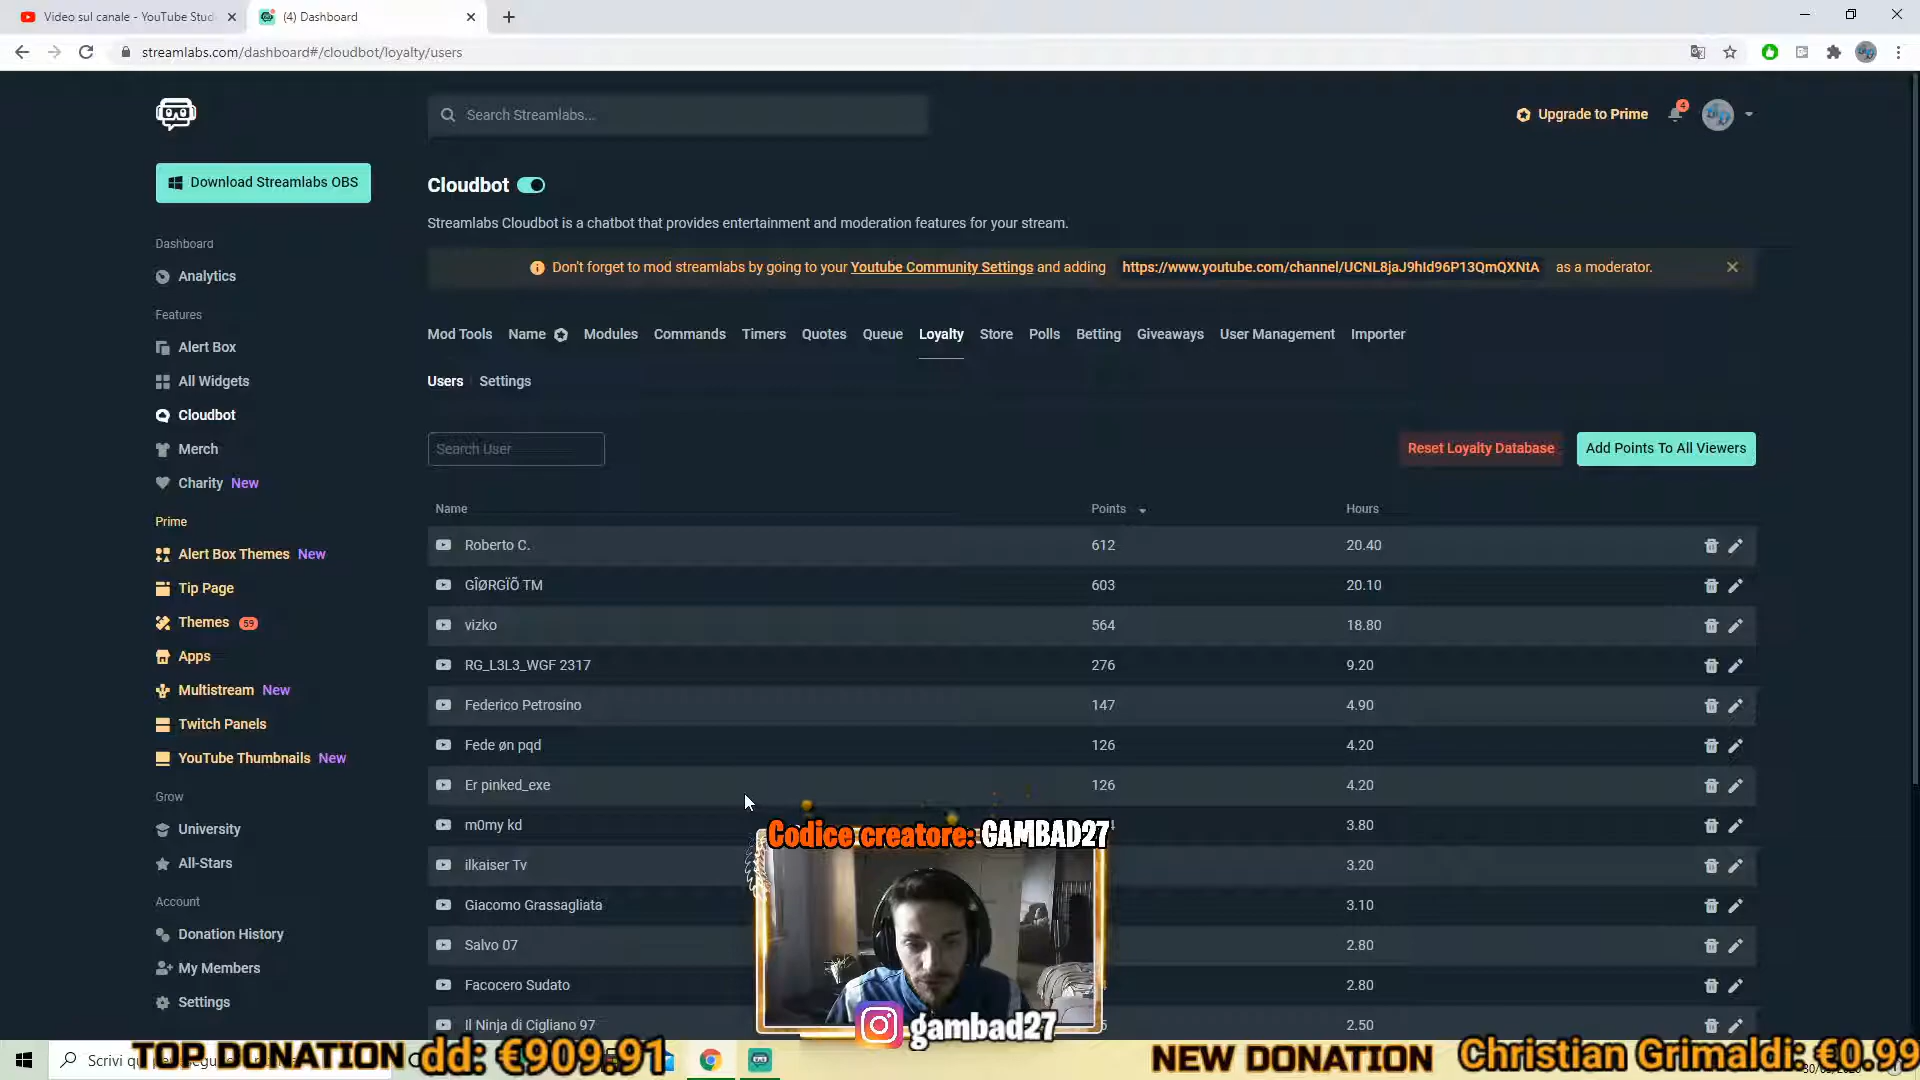 Video sul canale - YouTube Stud
(4) Dashboard
streamlabs.com/dashboard#/cloudbot/loyalty/users
Search Streamlabs...
Upgrade to Prime
4
Download Streamlabs OBS
Cloudbot
Streamlabs Cloudbot is a chatbot that provides entertainment and moderation features for your stream.
Don't forget to mod streamlabs by going to your Youtube Community Settings and adding https://www.youtube.com/channel/UCNL8jaJ9hId96P13QmQXNtA as a moderator.
Mod Tools Name Modules Commands Timers Quotes Queue Loyalty Store Polls Betting Giveaways User Management Importer
Users Settings
Search User
Reset Loyalty Database
Add Points To All Viewers
Dashboard
Analytics
Features
Alert Box
All Widgets
Cloudbot
Merch
Charity New
Prime
Alert Box Themes New
Tip Page
Themes 59
Apps
Multistream New
Twitch Panels
YouTube Thumbnails New
Grow
University
All-Stars
Account
Donation History
My Members
Settings
Name Points Hours
Roberto C. 612 20.40
GÎØRGÏÕ TM 603 20.10
vizko 564 18.80
RG_L3L3_WGF 2317 276 9.20
Federico Petrosino 147 4.90
Fede øn pqd 126 4.20
Er pinked_exe 126 4.20
m0my kd 3.80
ilkaiser Tv 3.20
Giacomo Grassagliata 3.10
Salvo 07 2.80
Facocero Sudato 2.80
Il Ninja di Cigliano 97 2.50
Codice creatore: GAMBAD27
gambad27
Scrivi qu
TOP DONATION dd: €909.91
NEW DONATION Christian Grimaldi: €0.99